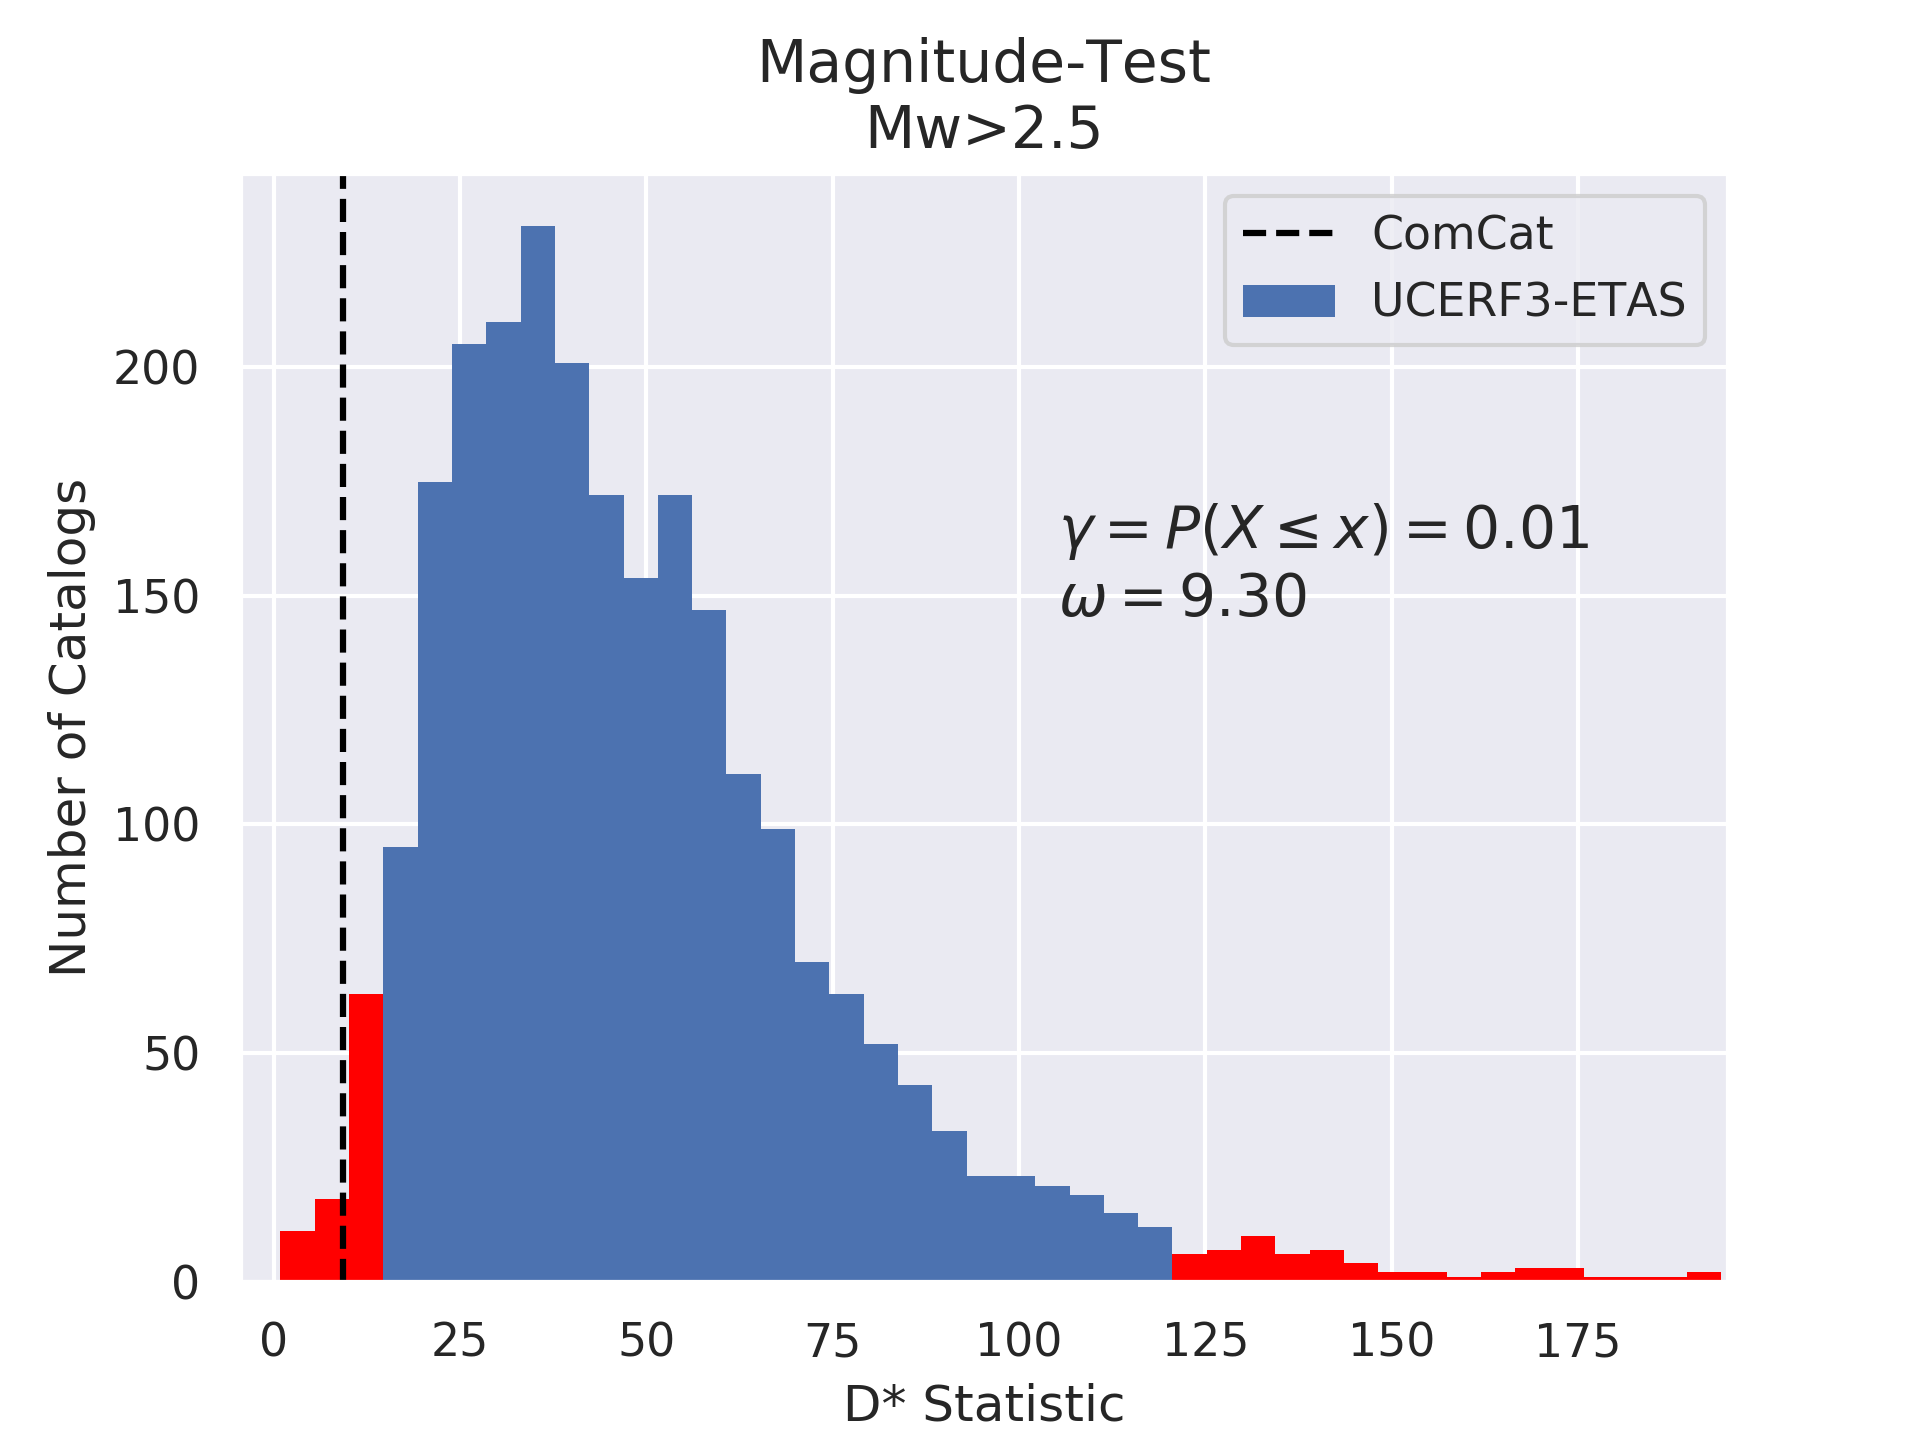 Magnitude-Test
Mw>2.5
ComCat
UCERF3-ETAS
γ = P(X ≤ x) = 0.01
ω = 9.30
Number of Catalogs
200
150
100
50
0
0 25 50 75 100 125 150 175
D* Statistic